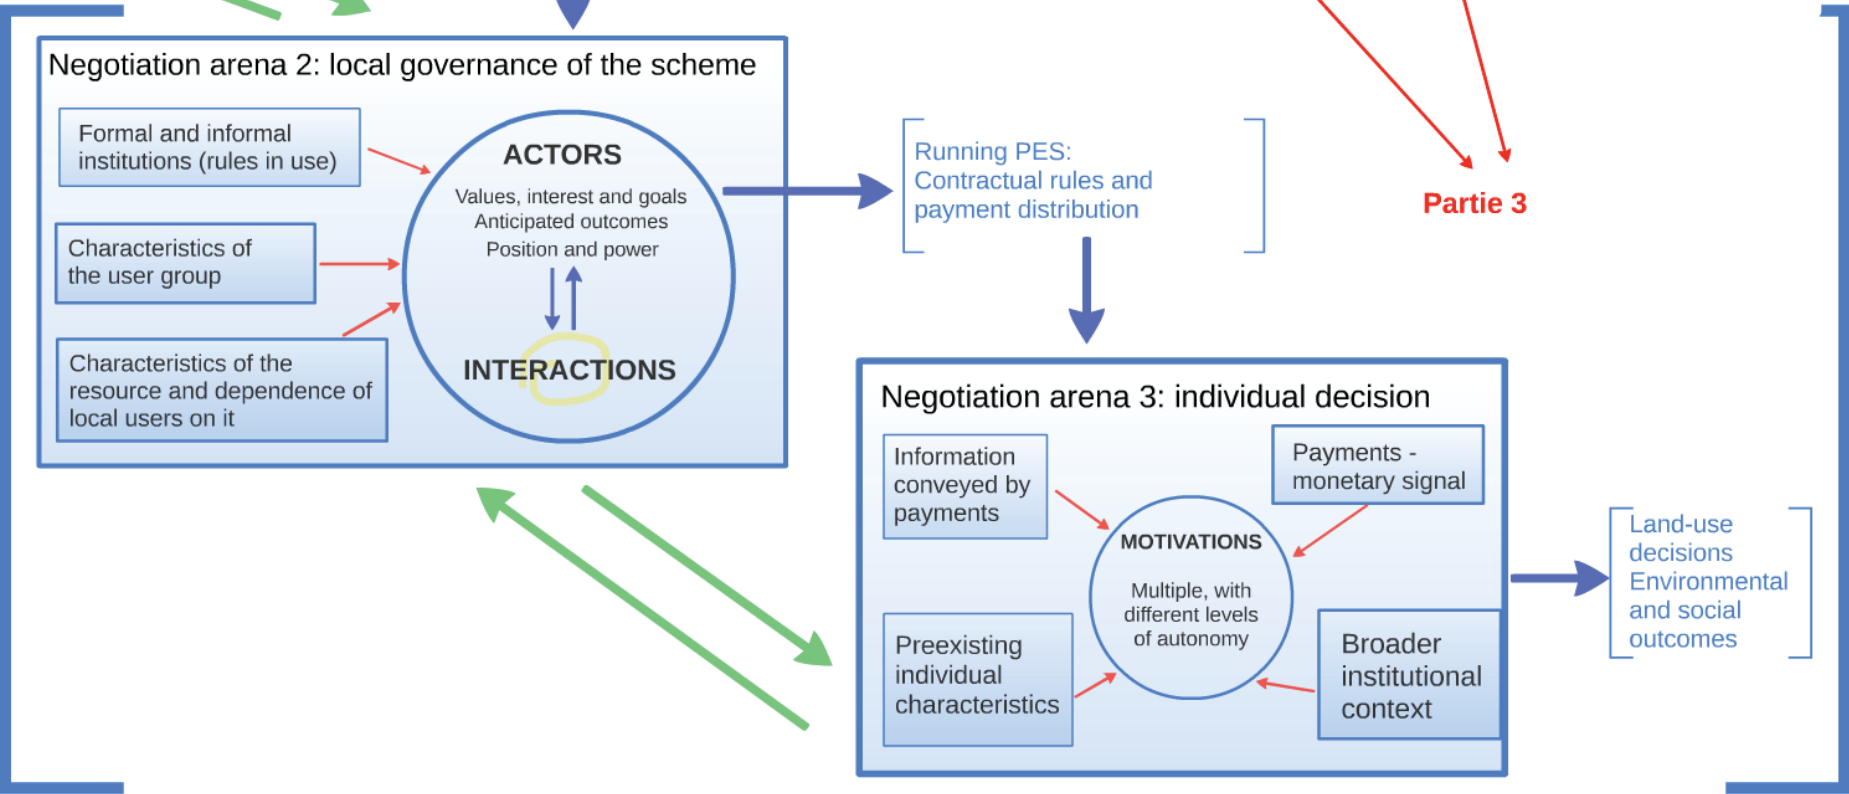 Negotiation arena 2: local governance of the scheme
Formal and informal
institutions (rules in use)
Characteristics of
the user group
Characteristics of the
resource and dependence of
local users on it
ACTORS
Values, interest and goals
Anticipated outcomes
Position and power
INTERACTIONS
Running PES:
Contractual rules and
payment distribution
Partie 3
Negotiation arena 3: individual decision
Information
conveyed by
payments
Payments -
monetary signal
MOTIVATIONS
Multiple, with
different levels
of autonomy
Preexisting
individual
characteristics
Broader
institutional
context
Land-use
decisions
Environmental
and social
outcomes